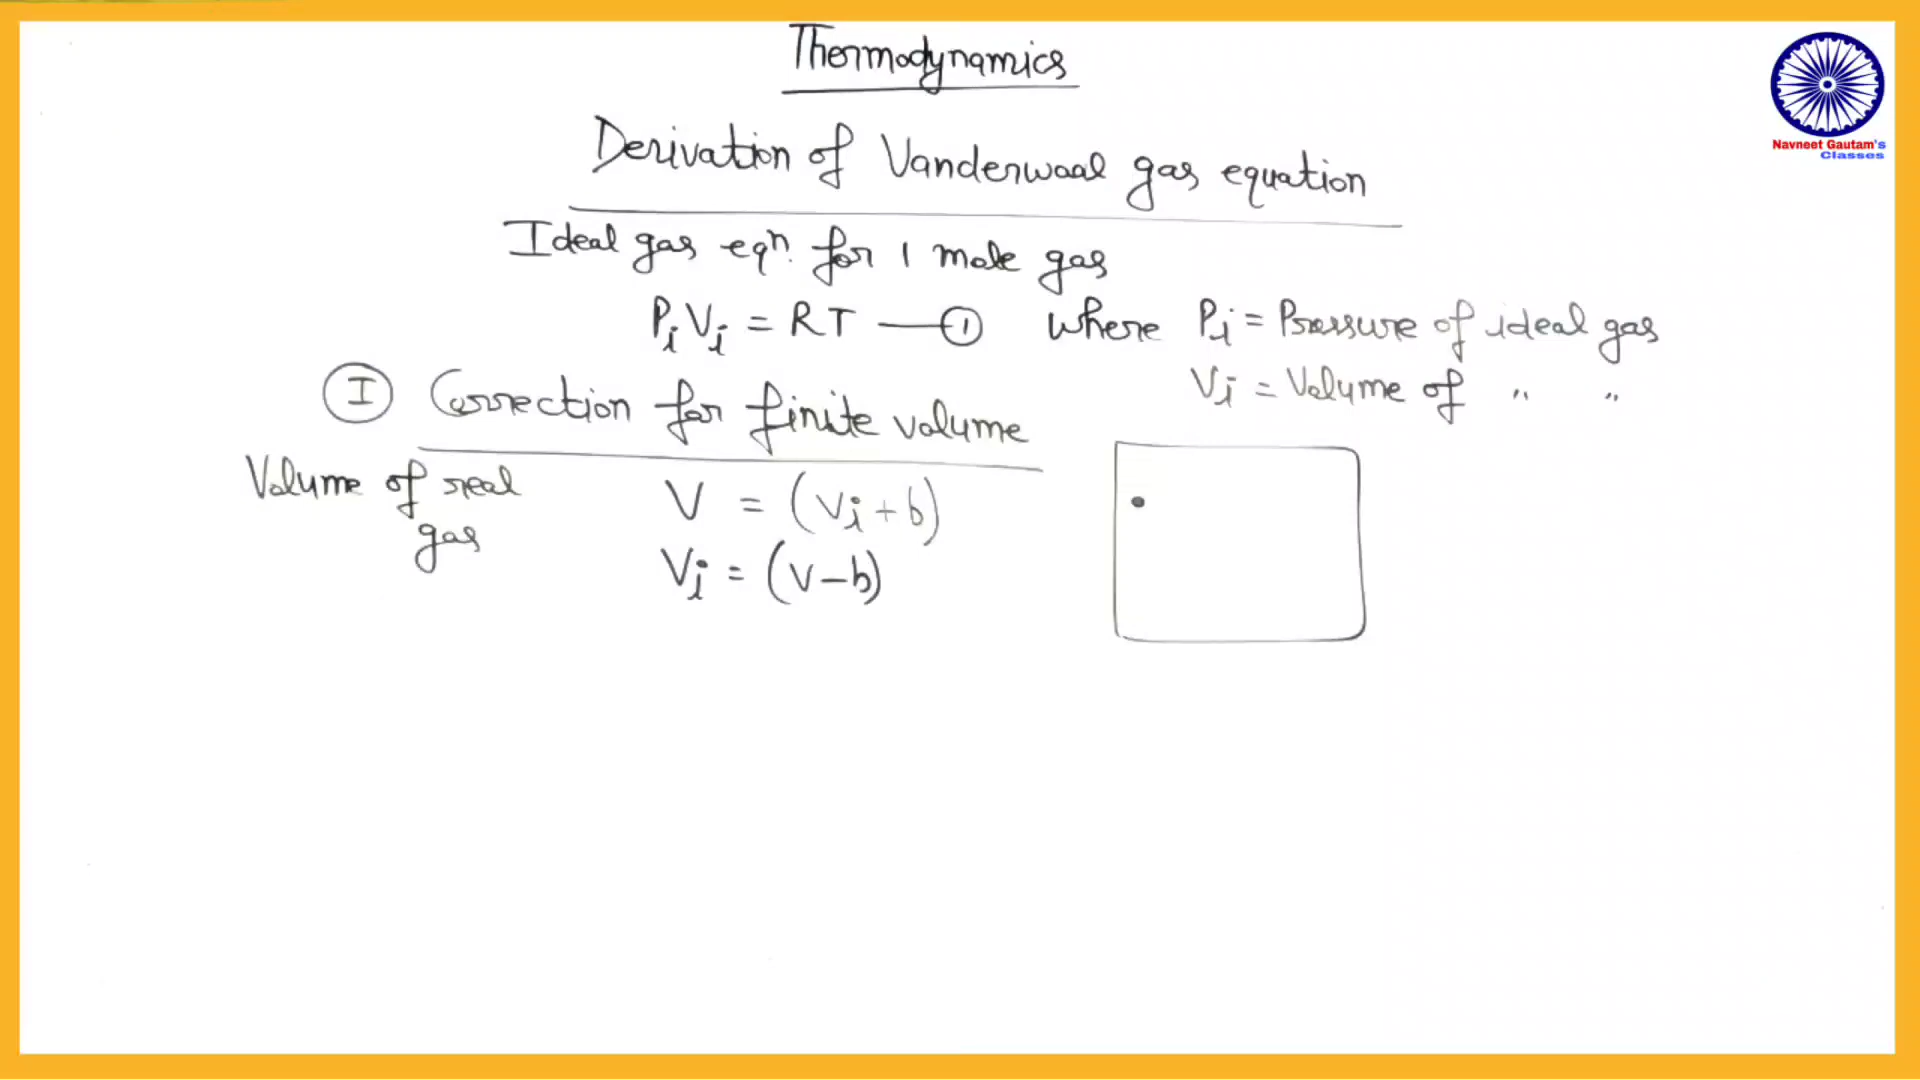 Thermodynamics
Navneet Gautam's
Classes
Derivation of Vanderwaal gas equation
Ideal gas eqn. for 1 mole gas
PiVi = RT —① where Pi = Pressure of ideal gas
Vi = Volume of " "
Ⓘ Correction for finite volume
Volume of real gas V = (Vi + b)
Vi = (V - b)